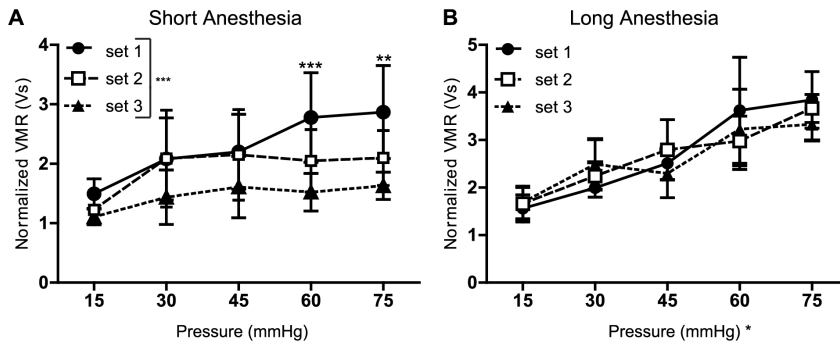 A
Short Anesthesia
Normalized VMR (Vs)
4
3
2
1
0
set 1
set 2
set 3
***
***
**
15 30 45 60 75
Pressure (mmHg)
B
Long Anesthesia
Normalized VMR (Vs)
5
4
3
2
1
0
set 1
set 2
set 3
15 30 45 60 75
Pressure (mmHg) *